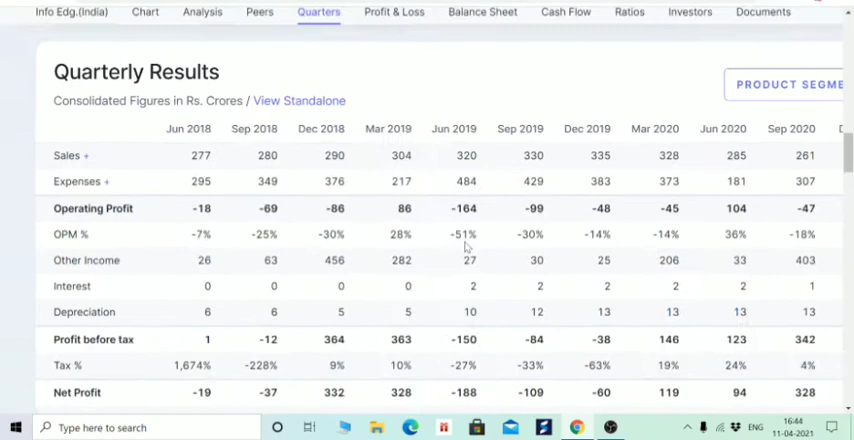 Info Edg.(India) Chart Analysis Peers Quarters Profit & Loss Balance Sheet Cash Flow Ratios Investors Documents
Quarterly Results
PRODUCT SEGME
Consolidated Figures in Rs. Crores / View Standalone
Jun 2018 Sep 2018 Dec 2018 Mar 2019 Jun 2019 Sep 2019 Dec 2019 Mar 2020 Jun 2020 Sep 2020 D
Sales + 277 280 290 304 320 330 335 328 285 261
Expenses + 295 349 376 217 484 429 383 373 181 307
Operating Profit -18 -69 -86 86 -164 -99 -48 -45 104 -47
OPM % -7% -25% -30% 28% -51% -30% -14% -14% 36% -18%
Other Income 26 63 456 282 27 30 25 206 33 403
Interest 0 0 0 0 2 2 2 2 2 1
Depreciation 6 6 5 5 10 12 13 13 13 13
Profit before tax 1 -12 364 363 -150 -84 -38 146 123 342
Tax % 1,674% -228% 9% 10% -27% -33% -63% 19% 24% 4%
Net Profit -19 -37 332 328 -188 -109 -60 119 94 328
Type here to search ENG 16:44
11-04-2021